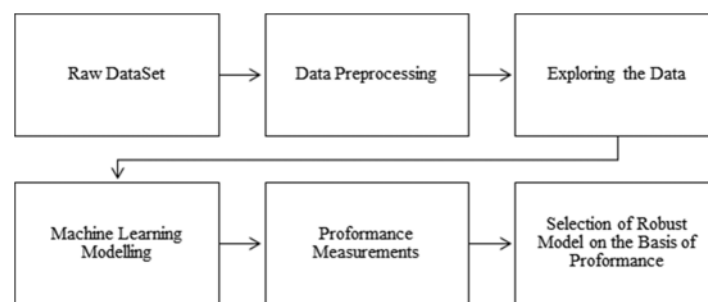 Raw DataSet
Data Preprocessing
Exploring the Data
Machine Learning
Modelling
Proformance
Measurements
Selection of Robust
Model on the Basis of
Proformance